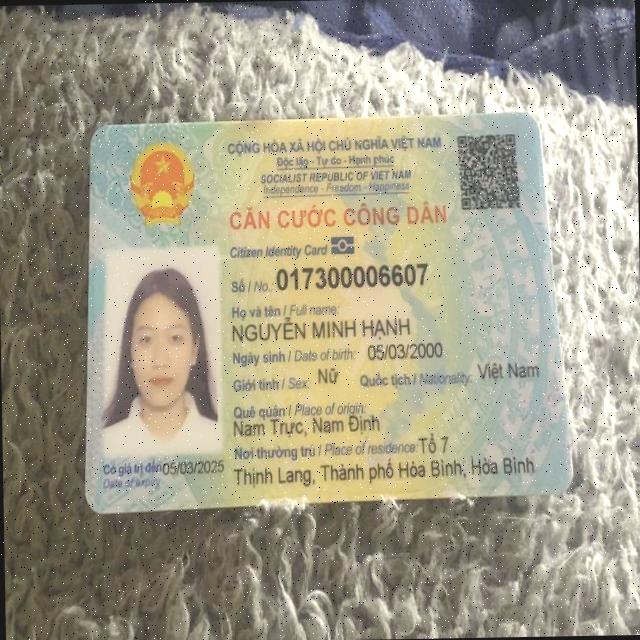 CỘNG HÒA XÃ HỘI CHỦ NGHĨA VIỆT NAM
Độc lập - Tự do - Hạnh phúc
SOCIALIST REPUBLIC OF VIET NAM
Independence - Freedom - Happiness
CĂN CƯỚC CÔNG DÂN
Citizen Identity Card
Số / No.: 017300006607
Họ và tên / Full name:
NGUYỄN MINH HẠNH
Ngày sinh / Date of birth: 05/03/2000
Giới tính / Sex: Nữ Quốc tịch / Nationality: Việt Nam
Quê quán / Place of origin:
Nam Trực, Nam Định
Nơi thường trú / Place of residence: Tổ 7
Thịnh Lang, Thành phố Hòa Bình, Hòa Bình
Có giá trị đến: 05/03/2025
Date of expiry